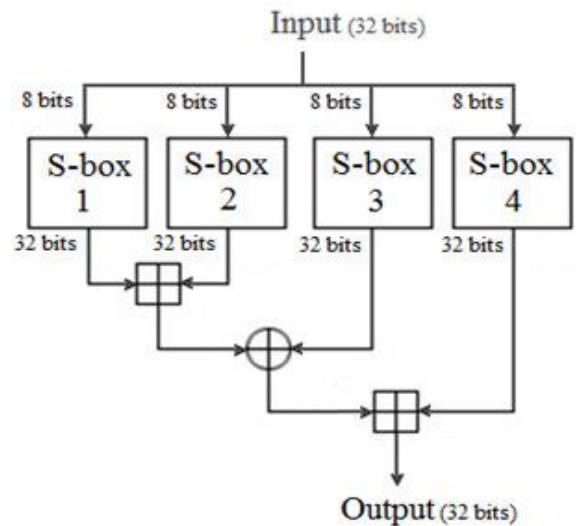 Input (32 bits)
8 bits 8 bits 8 bits 8 bits
S-box S-box S-box S-box
1 2 3 4
32 bits 32 bits 32 bits 32 bits
Output (32 bits)